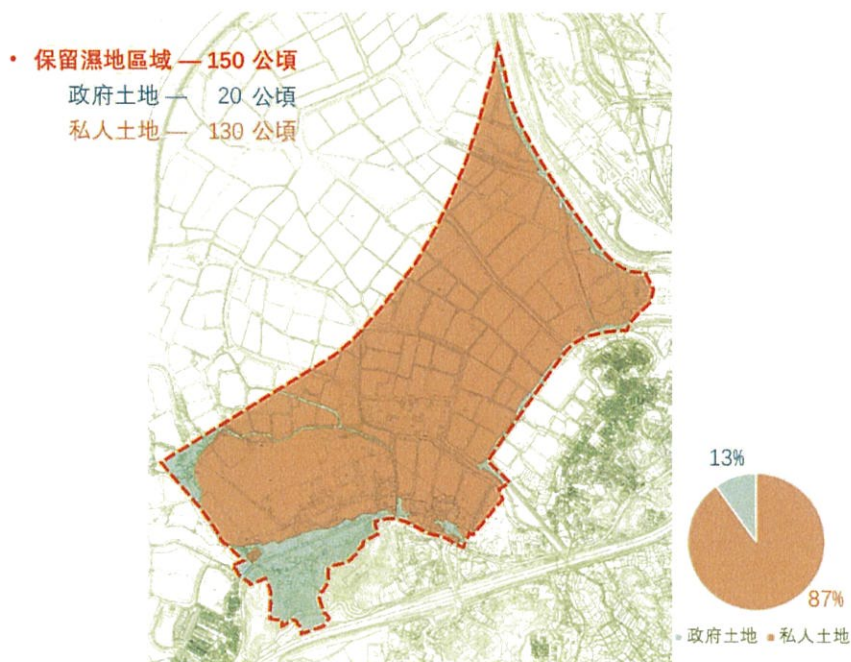 • 保留濕地區域 — 150 公頃
政府土地 — 20 公頃
私人土地 — 130 公頃
13%
87%
政府土地 私人土地